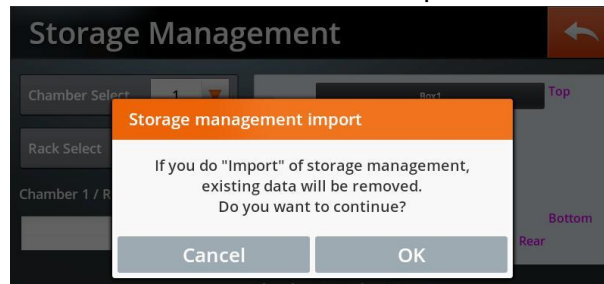 Storage Management
Chamber Select 1
Box1
Top
Storage management import
Rack Select
If you do "Import" of storage management,
existing data will be removed.
Do you want to continue?
Chamber 1 / R
Bottom
Rear
Cancel
OK